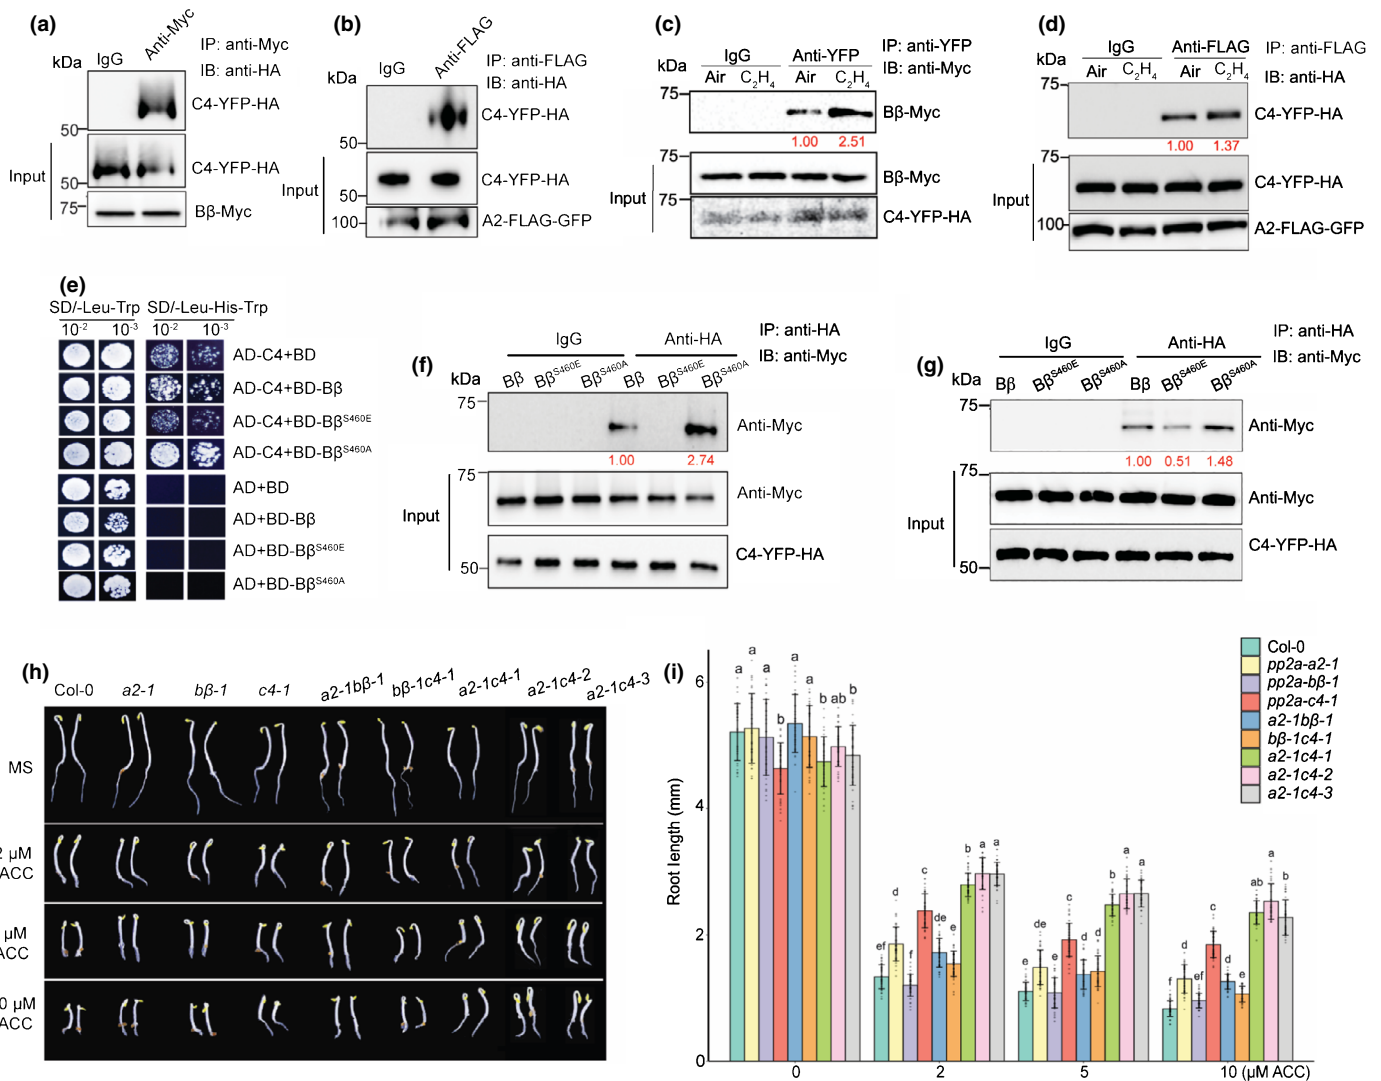 (a)
kDa
IgG
Anti-Myc
IP: anti-Myc
IB: anti-HA
C4-YFP-HA
50
C4-YFP-HA
Input
50
75
Bβ-Myc
(b)
kDa
IgG
Anti-FLAG
IP: anti-FLAG
IB: anti-HA
C4-YFP-HA
50
C4-YFP-HA
Input
50
100
A2-FLAG-GFP
(c)
IgG
Anti-YFP
IP: anti-YFP
IB: anti-Myc
kDa
Air C₂H₄ Air C₂H₄
75
Bβ-Myc
1.00 2.51
75
Bβ-Myc
Input
75
C4-YFP-HA
(d)
IgG
Anti-FLAG
IP: anti-FLAG
IB: anti-HA
kDa
Air C₂H₄ Air C₂H₄
75
C4-YFP-HA
1.00 1.37
75
C4-YFP-HA
Input
100
A2-FLAG-GFP
(e)
SD/-Leu-Trp SD/-Leu-His-Trp
10⁻² 10⁻³ 10⁻² 10⁻³
AD-C4+BD
AD-C4+BD-Bβ
AD-C4+BD-Bβˢ⁴⁶⁰ᴱ
AD-C4+BD-Bβˢ⁴⁶⁰ᴬ
AD+BD
AD+BD-Bβ
AD+BD-Bβˢ⁴⁶⁰ᴱ
AD+BD-Bβˢ⁴⁶⁰ᴬ
(f)
IgG
Anti-HA
IP: anti-HA
IB: anti-Myc
kDa
Bβ Bβˢ⁴⁶⁰ᴱ Bβˢ⁴⁶⁰ᴬ Bβ Bβˢ⁴⁶⁰ᴱ Bβˢ⁴⁶⁰ᴬ
75
Anti-Myc
1.00 2.74
75
Anti-Myc
Input
C4-YFP-HA
50
(g)
IgG
Anti-HA
IP: anti-HA
IB: anti-Myc
kDa
Bβ Bβˢ⁴⁶⁰ᴱ Bβˢ⁴⁶⁰ᴬ Bβ Bβˢ⁴⁶⁰ᴱ Bβˢ⁴⁶⁰ᴬ
75
Anti-Myc
1.00 0.51 1.48
75
Anti-Myc
Input
C4-YFP-HA
50
(h)
Col-0 a2-1 bβ-1 c4-1 a2-1bβ-1 bβ-1c4-1 a2-1c4-1 a2-1c4-2 a2-1c4-3
MS
2 µM
ACC
µM
ACC
0 µM
ACC
(i)
Root length (mm)
6
4
2
0
a a a b a a b ab b
ef d f c de e b a a
e de e c d d b a a
f d ef c d e ab a b
0 2 5 10 (µM ACC)
Col-0
pp2a-a2-1
pp2a-bβ-1
pp2a-c4-1
a2-1bβ-1
bβ-1c4-1
a2-1c4-1
a2-1c4-2
a2-1c4-3